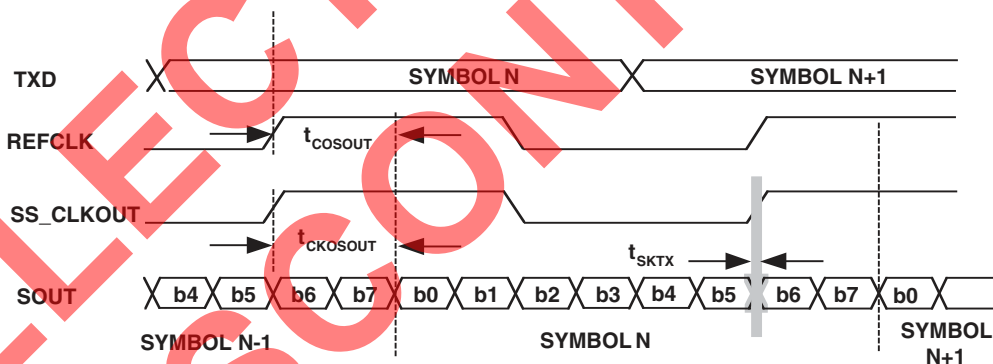 TXD
SYMBOL N
SYMBOL N+1
REFCLK
tCOSOUT
SS_CLKOUT
tCKOSOUT
tSKTX
SOUT
b4 b5 b6 b7 b0 b1 b2 b3 b4 b5 b6 b7 b0
SYMBOL N-1
SYMBOL N
SYMBOL
N+1